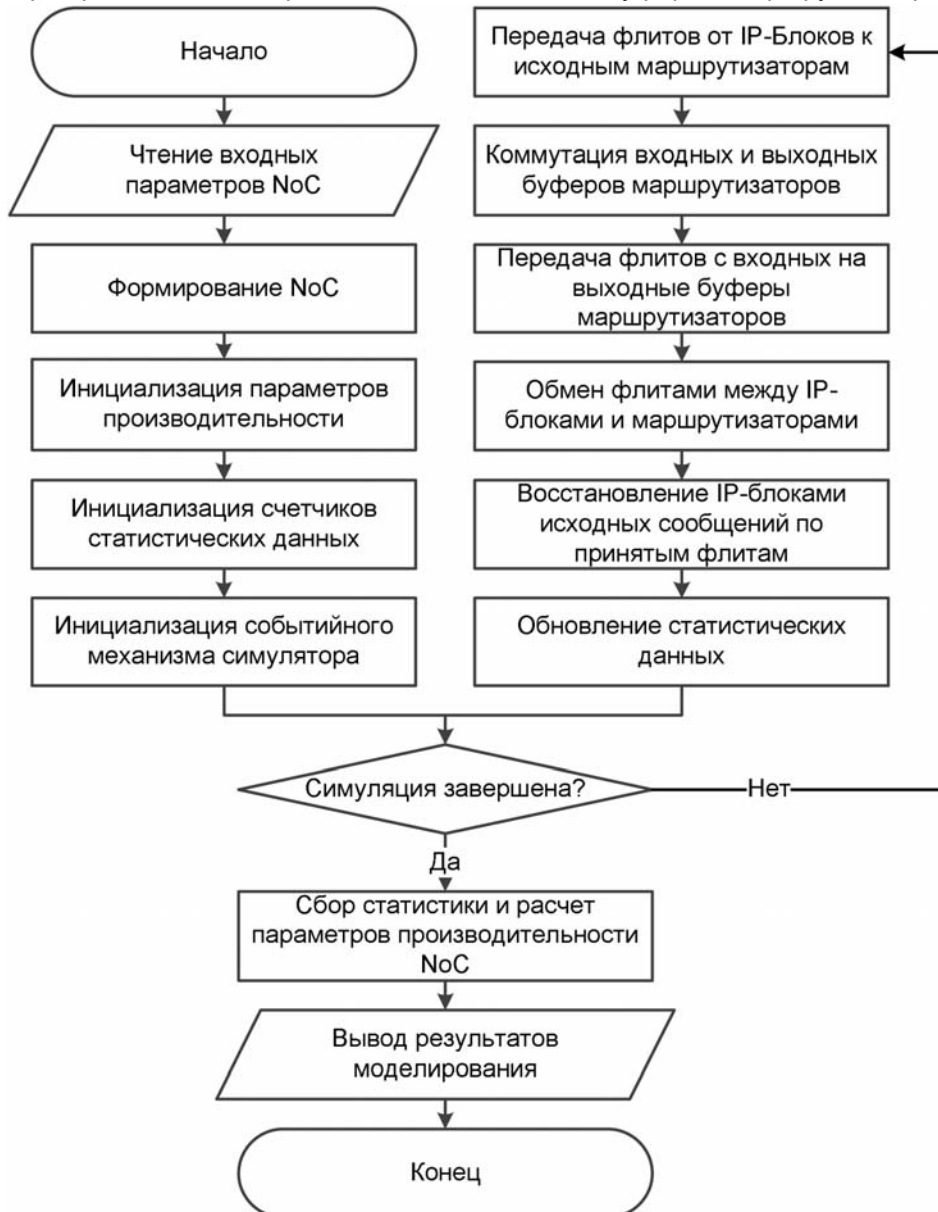 Начало
Чтение входных
параметров NoC
Формирование NoC
Инициализация параметров
производительности
Инициализация счетчиков
статистических данных
Инициализация событийного
механизма симулятора
Передача флитов от IP-Блоков к
исходным маршрутизаторам
Коммутация входных и выходных
буферов маршрутизаторов
Передача флитов с входных на
выходные буферы
маршрутизаторов
Обмен флитами между IP-
блоками и маршрутизаторами
Восстановление IP-блоками
исходных сообщений по
принятым флитам
Обновление статистических
данных
Симуляция завершена?
Нет
Да
Сбор статистики и расчет
параметров производительности
NoC
Вывод результатов
моделирования
Конец